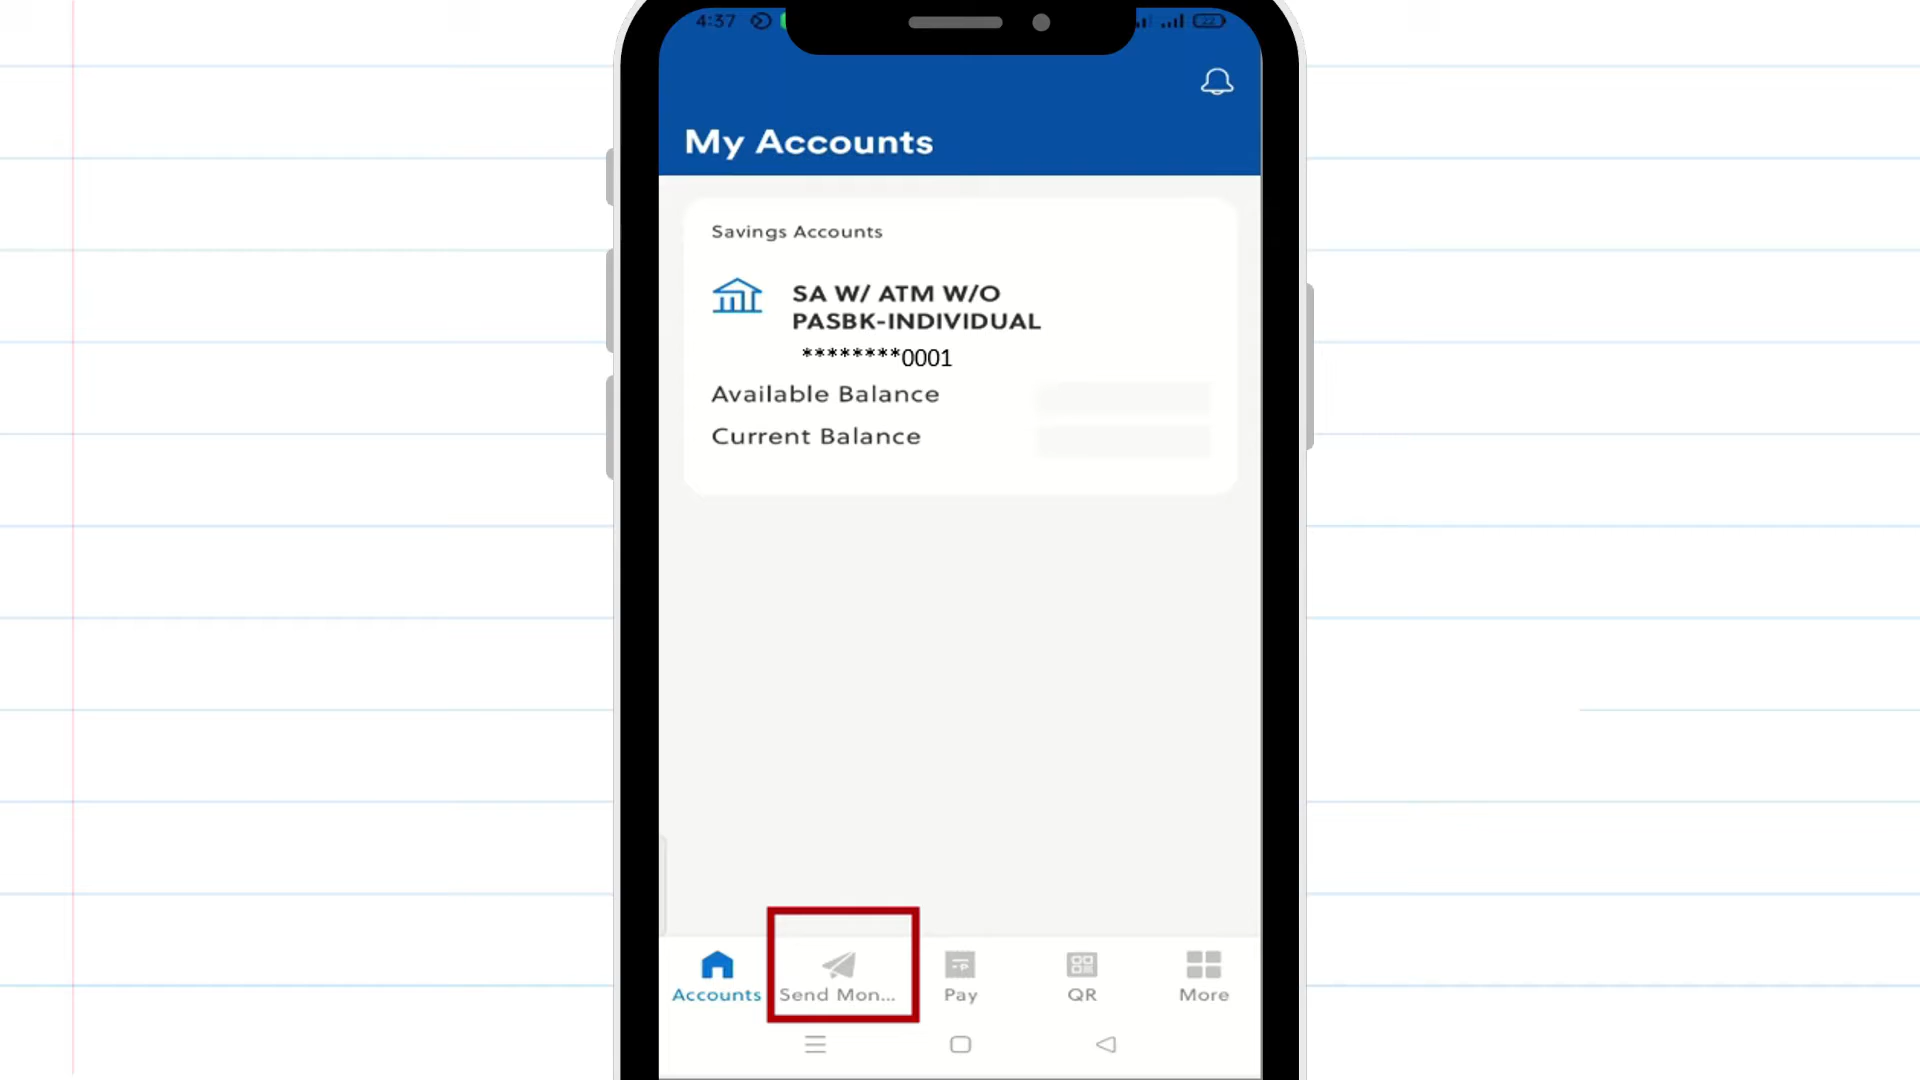 4:37
22
My Accounts
Savings Accounts
SA W/ ATM W/O
PASBK-INDIVIDUAL
********0001
Available Balance
Current Balance
Accounts
Send Mon...
Pay
QR
More